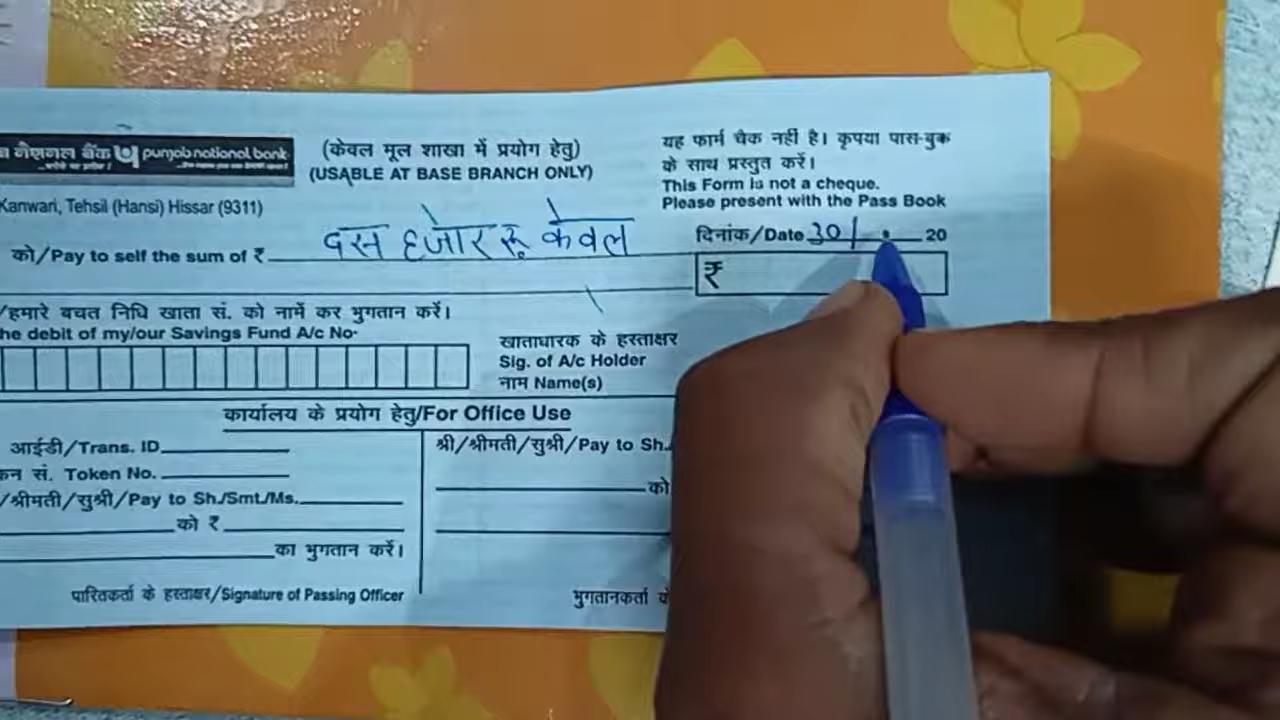 नैशनल बैंक punjab national bank
(केवल मूल शाखा में प्रयोग हेतु)
(USABLE AT BASE BRANCH ONLY)
यह फार्म चैक नहीं है। कृपया पास-बुक
के साथ प्रस्तुत करें।
This Form is not a cheque.
Please present with the Pass Book
Kanwari, Tehsil (Hansi) Hissar (9311)
दिनांक/Date 30/ 20
को/Pay to self the sum of ₹ दस हजार रू केवल
₹
/हमारे बचत निधि खाता सं. को नामें कर भुगतान करें।
he debit of my/our Savings Fund A/c No.
खाताधारक के हस्ताक्षर
Sig. of A/c Holder
नाम Name(s)
कार्यालय के प्रयोग हेतु/For Office Use
आईडी/Trans. ID
श्री/श्रीमती/सुश्री/Pay to Sh.
कन सं. Token No.
/श्रीमती/सुश्री/Pay to Sh./Smt./Ms.
को
को ₹
का भुगतान करें।
पारितकर्ता के हस्ताक्षर/Signature of Passing Officer
भुगतानकर्ता